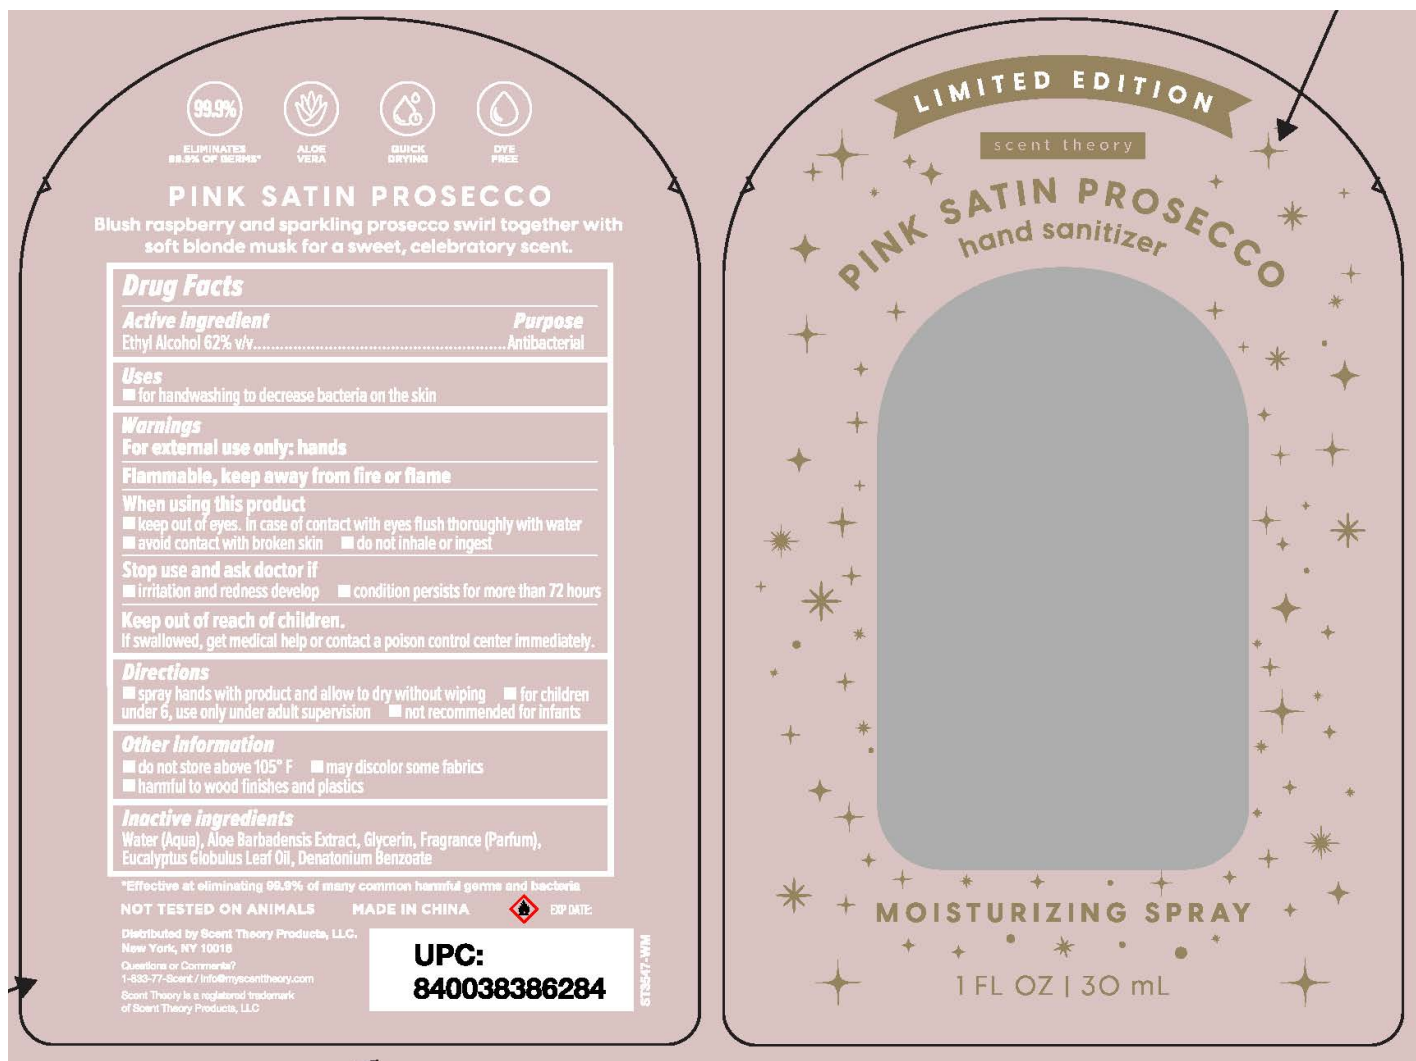 99.9%
ELIMINATES
99.9% OF GERMS*
ALOE
VERA
QUICK
DRYING
DYE
FREE
PINK SATIN PROSECCO
Blush raspberry and sparkling prosecco swirl together with
soft blonde musk for a sweet, celebratory scent.
Drug Facts
Active ingredient Purpose
Ethyl Alcohol 62% v/v........................................................Antibacterial
Uses
■ for handwashing to decrease bacteria on the skin
Warnings
For external use only: hands
Flammable, keep away from fire or flame
When using this product
■ keep out of eyes. In case of contact with eyes flush thoroughly with water
■ avoid contact with broken skin ■ do not inhale or ingest
Stop use and ask doctor if
■ irritation and redness develop ■ condition persists for more than 72 hours
Keep out of reach of children.
If swallowed, get medical help or contact a poison control center immediately.
Directions
■ spray hands with product and allow to dry without wiping ■ for children
under 6, use only under adult supervision ■ not recommended for infants
Other information
■ do not store above 105° F ■ may discolor some fabrics
■ harmful to wood finishes and plastics
Inactive ingredients
Water (Aqua), Aloe Barbadensis Extract, Glycerin, Fragrance (Parfum),
Eucalyptus Globulus Leaf Oil, Denatonium Benzoate
*Effective at eliminating 99.9% of many common harmful germs and bacteria
NOT TESTED ON ANIMALS MADE IN CHINA EXP DATE:
Distributed by Scent Theory Products, LLC.
New York, NY 10018
Questions or Comments?
1-833-77-Scent / info@myscenttheory.com
Scent Theory is a registered trademark
of Scent Theory Products, LLC
UPC:
840038386284
ST3547-WM
LIMITED EDITION
scent theory
PINK SATIN PROSECCO
hand sanitizer
MOISTURIZING SPRAY
1 FL OZ | 30 mL